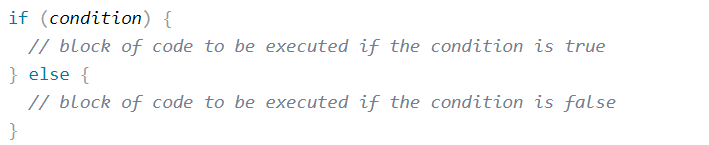 if (condition) {
  // block of code to be executed if the condition is true
} else {
  // block of code to be executed if the condition is false
}